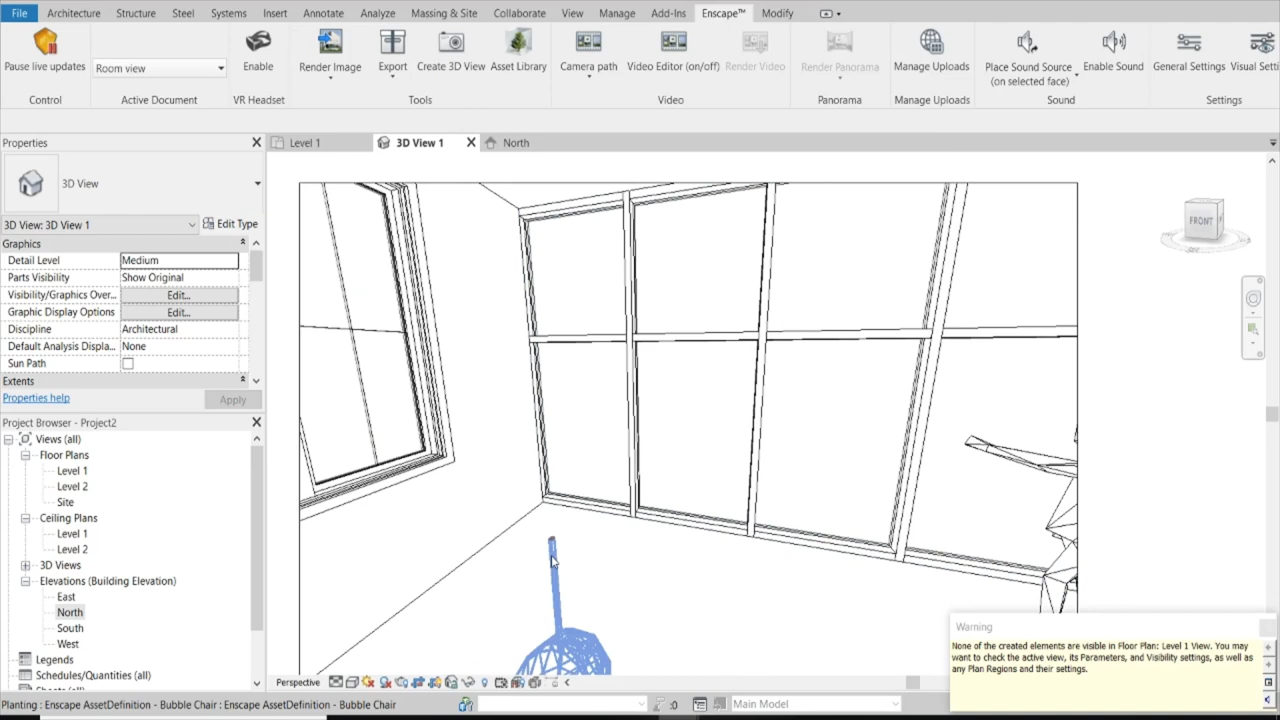 File Architecture Structure Steel Systems Insert Annotate Analyze Massing & Site Collaborate View Manage Add-Ins Enscape™ Modify
Pause live updates Room view Enable Render Image Export Create 3D View Asset Library Camera path Video Editor (on/off) Render Video Render Panorama Manage Uploads Place Sound Source Enable Sound General Settings Visual Setti
(on selected face)
Control Active Document VR Headset Tools Video Panorama Manage Uploads Sound Settings
Properties
Level 1 3D View 1 North
3D View
3D View: 3D View 1 Edit Type
Graphics
Detail Level Medium
Parts Visibility Show Original
Visibility/Graphics Over... Edit...
Graphic Display Options Edit...
Discipline Architectural
Default Analysis Displa... None
Sun Path
Extents
Properties help Apply
FRONT
Project Browser - Project2
Views (all)
Floor Plans
Level 1
Level 2
Site
Ceiling Plans
Level 1
Level 2
3D Views
Elevations (Building Elevation)
East
North
South
West
Legends
Schedules/Quantities (all)
Warning
None of the created elements are visible in Floor Plan: Level 1 View. You may
want to check the active view, its Parameters, and Visibility settings, as well as
any Plan Regions and their settings.
Perspective
Planting : Enscape AssetDefinition - Bubble Chair : Enscape AssetDefinition - Bubble Chair :0 Main Model